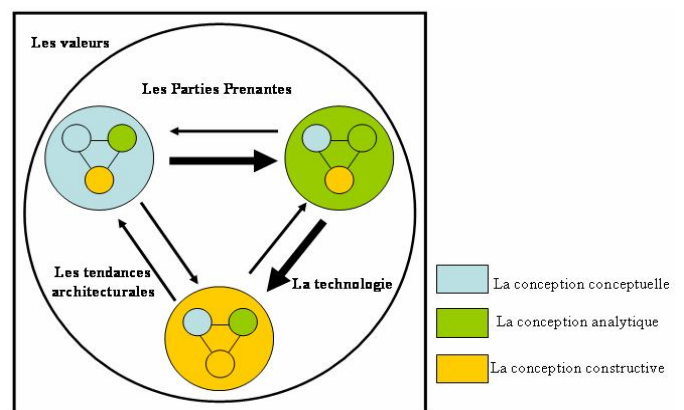 Les valeurs
Les Parties Prenantes
Les tendances
architecturales
La technologie
La conception conceptuelle
La conception analytique
La conception constructive